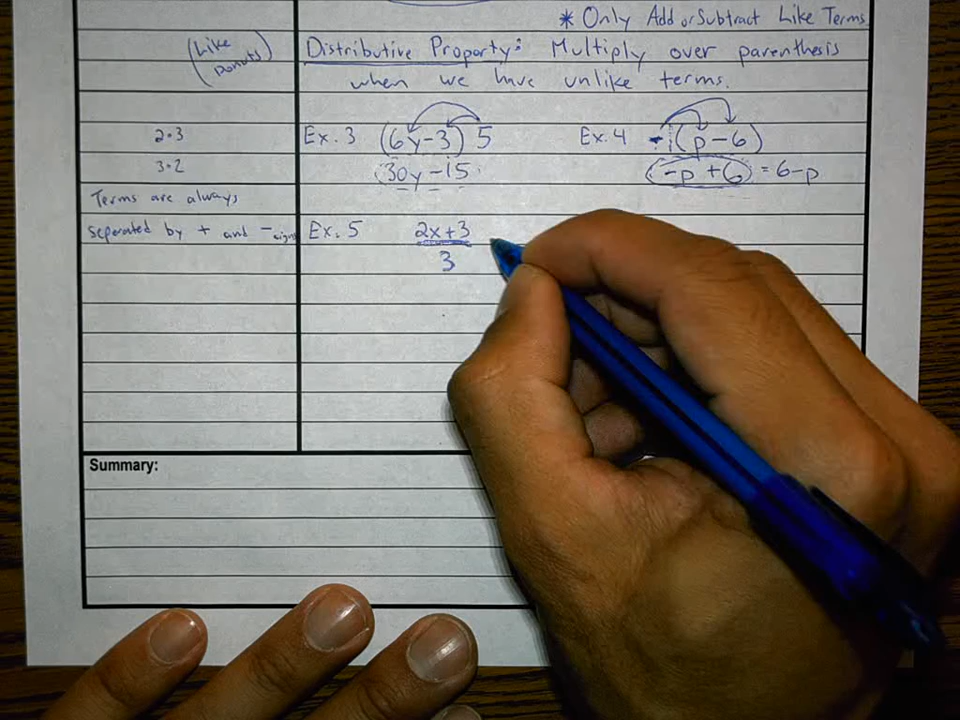 * Only Add or Subtract Like Terms
(Like Donuts)
Distributive Property: Multiply over parenthesis
when we have unlike terms.
2·3
Ex. 3 (6y-3) 5
Ex. 4 -1(p-6)
3·2
30y-15
-p+6 = 6-p
Terms are always
seperated by + and - signs
Ex. 5 2x+3
3
Summary: